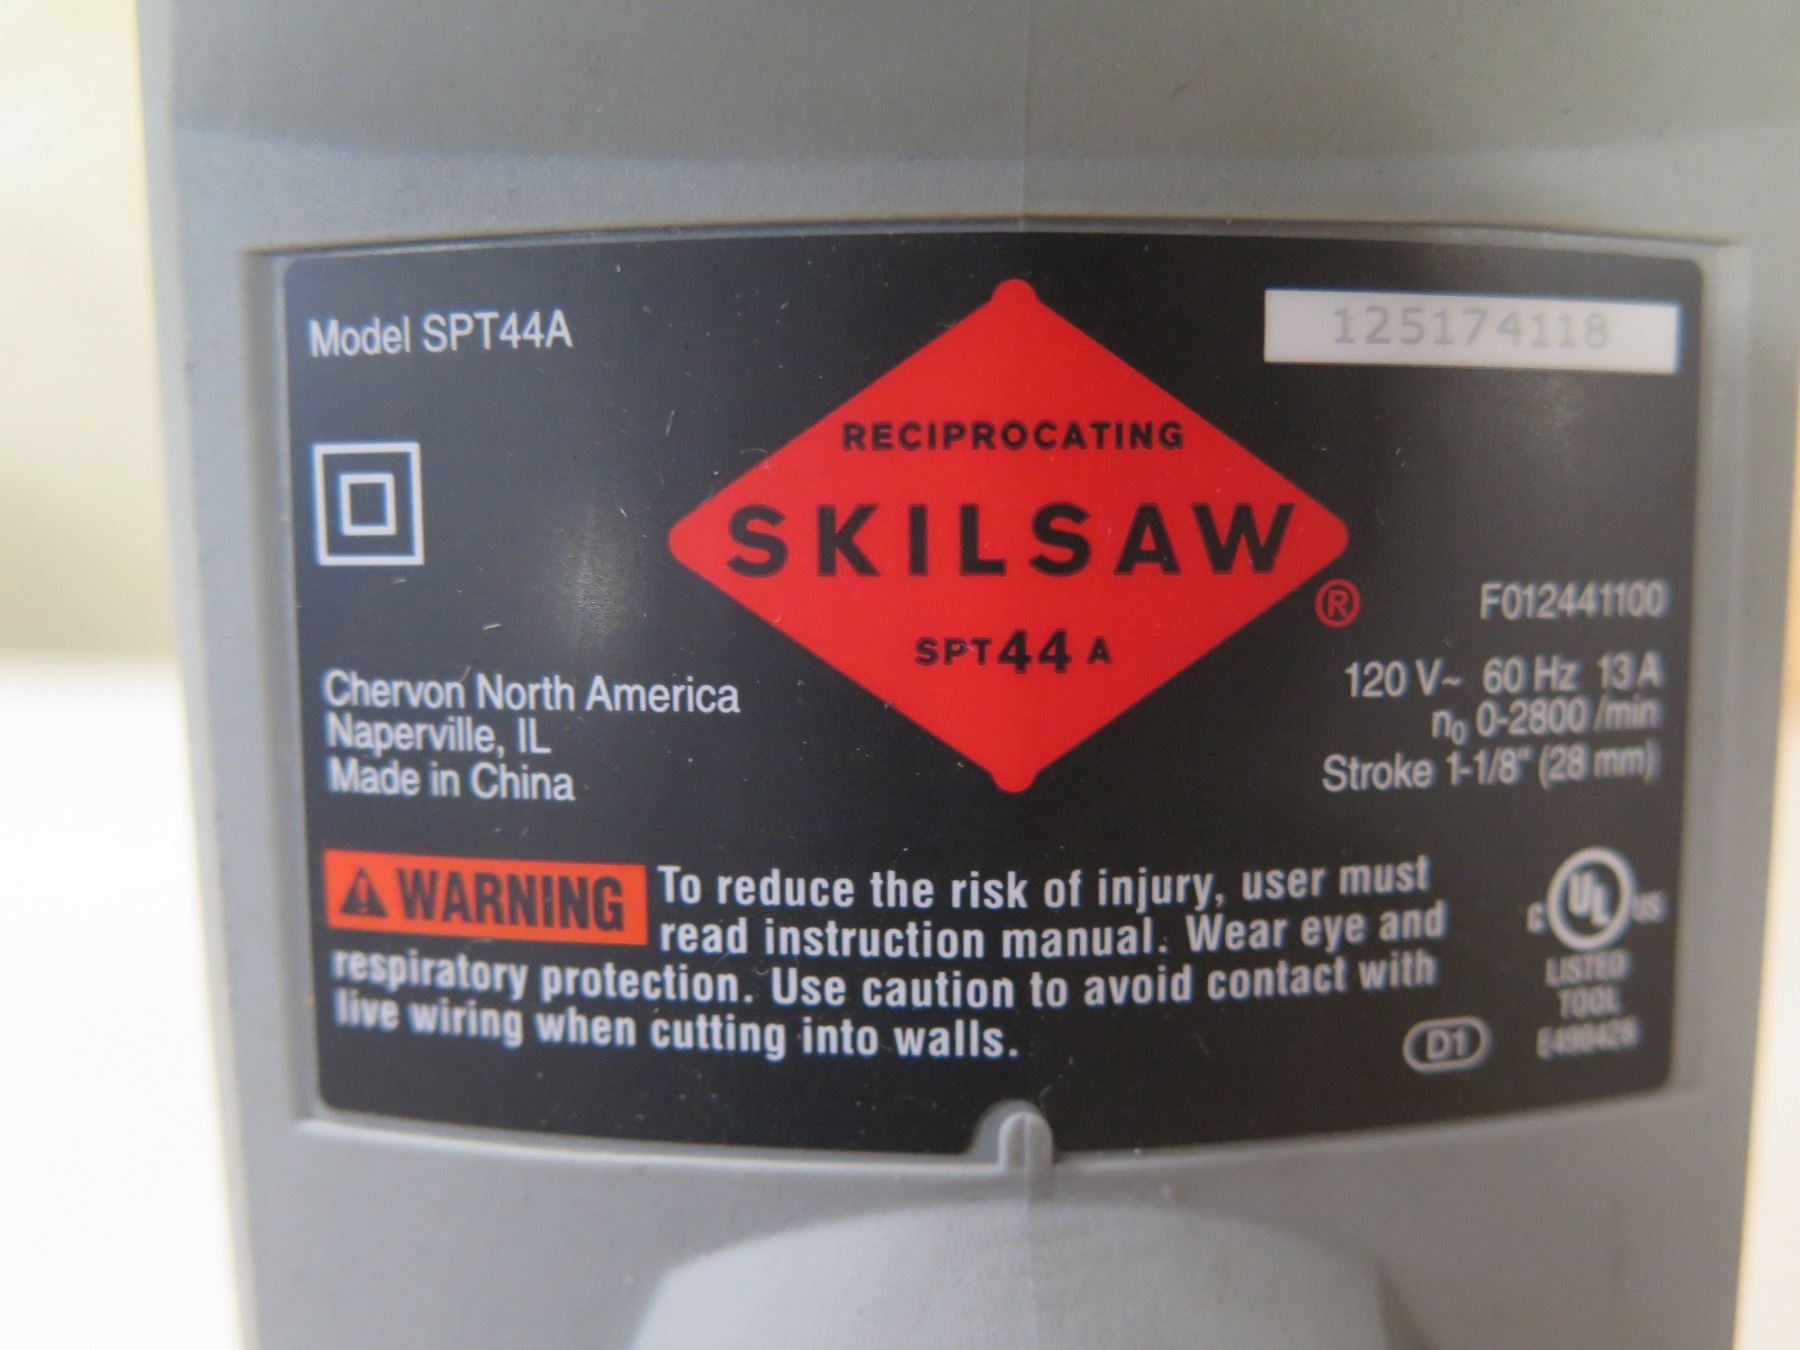 Model SPT44A
125174118
RECIPROCATING
SKILSAW
®
SPT44 A
F012441100
120 V~ 60 Hz 13 A
n0 0-2800 /min
Stroke 1-1/8" (28 mm)
Chervon North America
Naperville, IL
Made in China
WARNING To reduce the risk of injury, user must
read instruction manual. Wear eye and
respiratory protection. Use caution to avoid contact with
live wiring when cutting into walls.
D1
C UL US
LISTED
TOOL